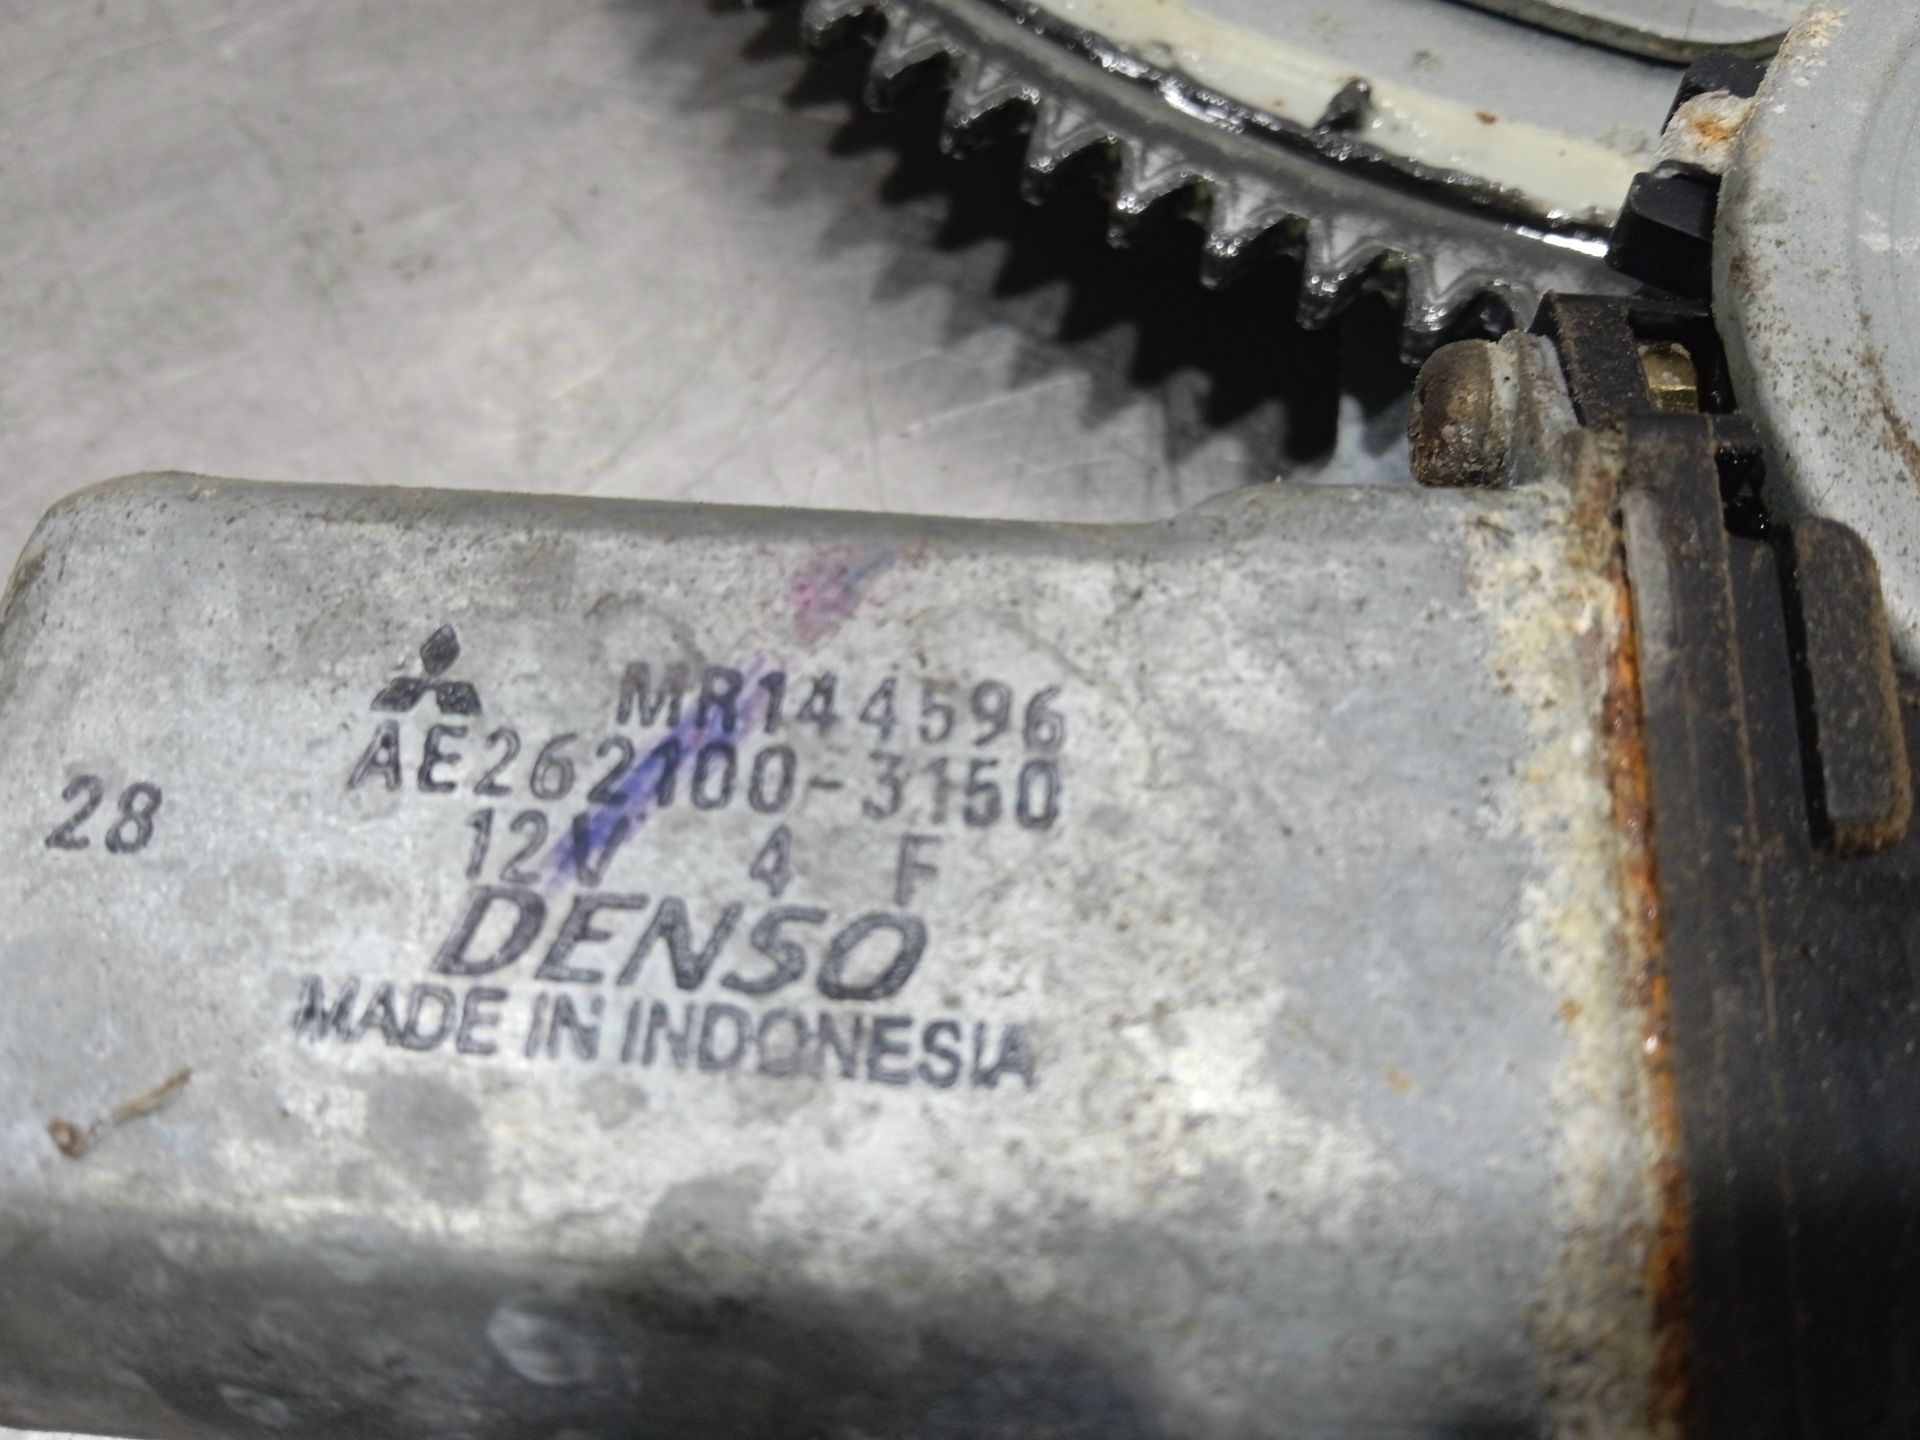 MR144596
AE262100-3150
28
12V 4 F
DENSO
MADE IN INDONESIA